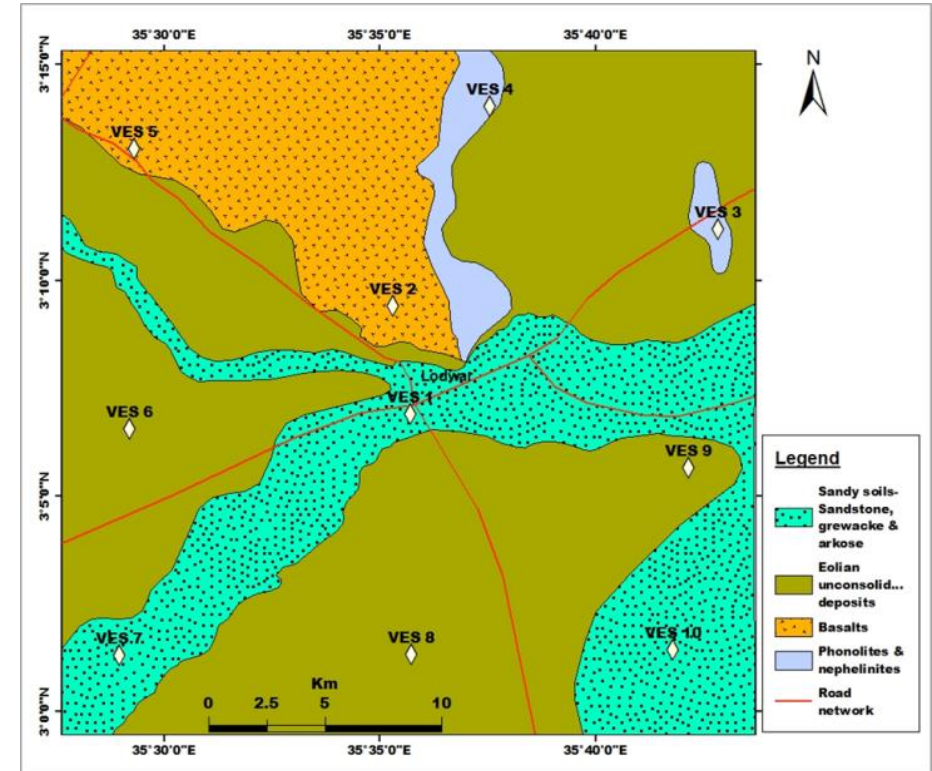 35°30'0"E 35°35'0"E 35°40'0"E
N
3°15'0"N
VES 4
VES 5
VES 3
3°10'0"N
VES 2
Lodwar
VES 1
VES 6
VES 9
3°5'0"N
VES 7
VES 8
VES 10
Km
0 2.5 5 10
3°0'0"N
35°30'0"E 35°35'0"E 35°40'0"E
Legend
Sandy soils-
Sandstone,
grewacke &
arkose
Eolian
unconsolid...
deposits
Basalts
Phonolites &
nephelinites
Road
network